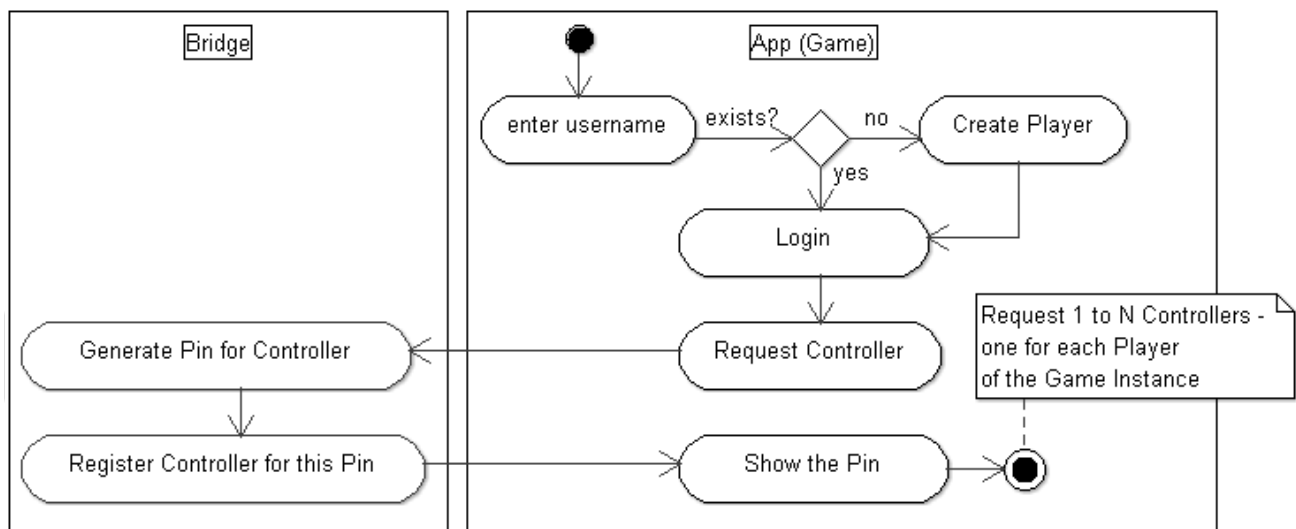 Bridge
App (Game)
enter username
exists?
no
Create Player
yes
Login
Request 1 to N Controllers -
one for each Player
of the Game Instance
Generate Pin for Controller
Request Controller
Register Controller for this Pin
Show the Pin